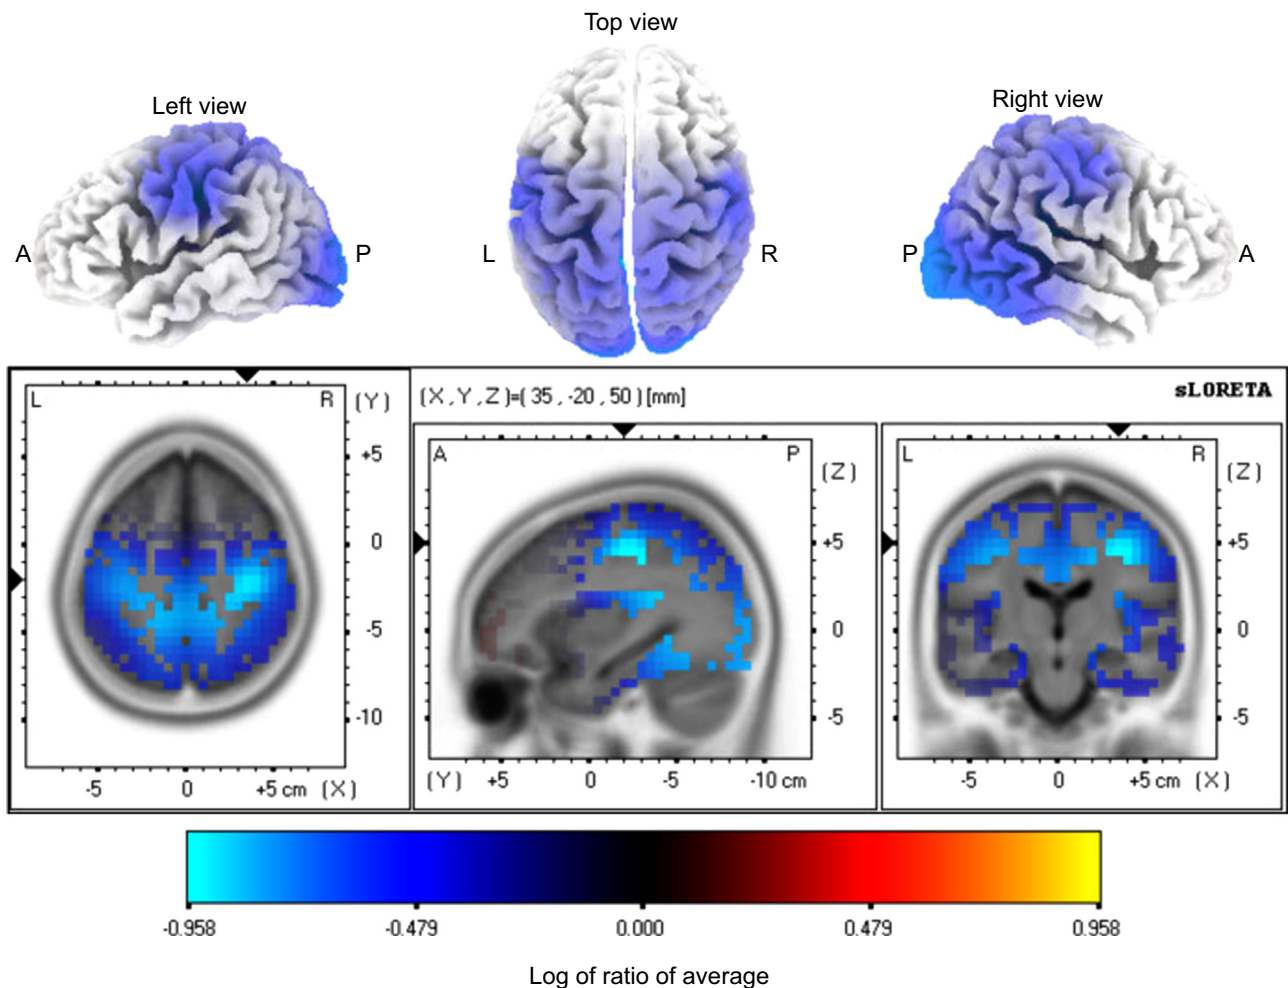 Top view
Left view
Right view
A
P
L
R
P
A
L
R
(Y)
+5
0
-5
-10
-5
0
+5 cm
(X)
(X,Y,Z)=( 35 , -20 , 50 ) [mm]
sLORETA
A
P
(Z)
+5
0
-5
(Y)
+5
0
-5
-10 cm
L
R
(Z)
+5
0
-5
-5
0
+5 cm
(X)
-0.958
-0.479
0.000
0.479
0.958
Log of ratio of average